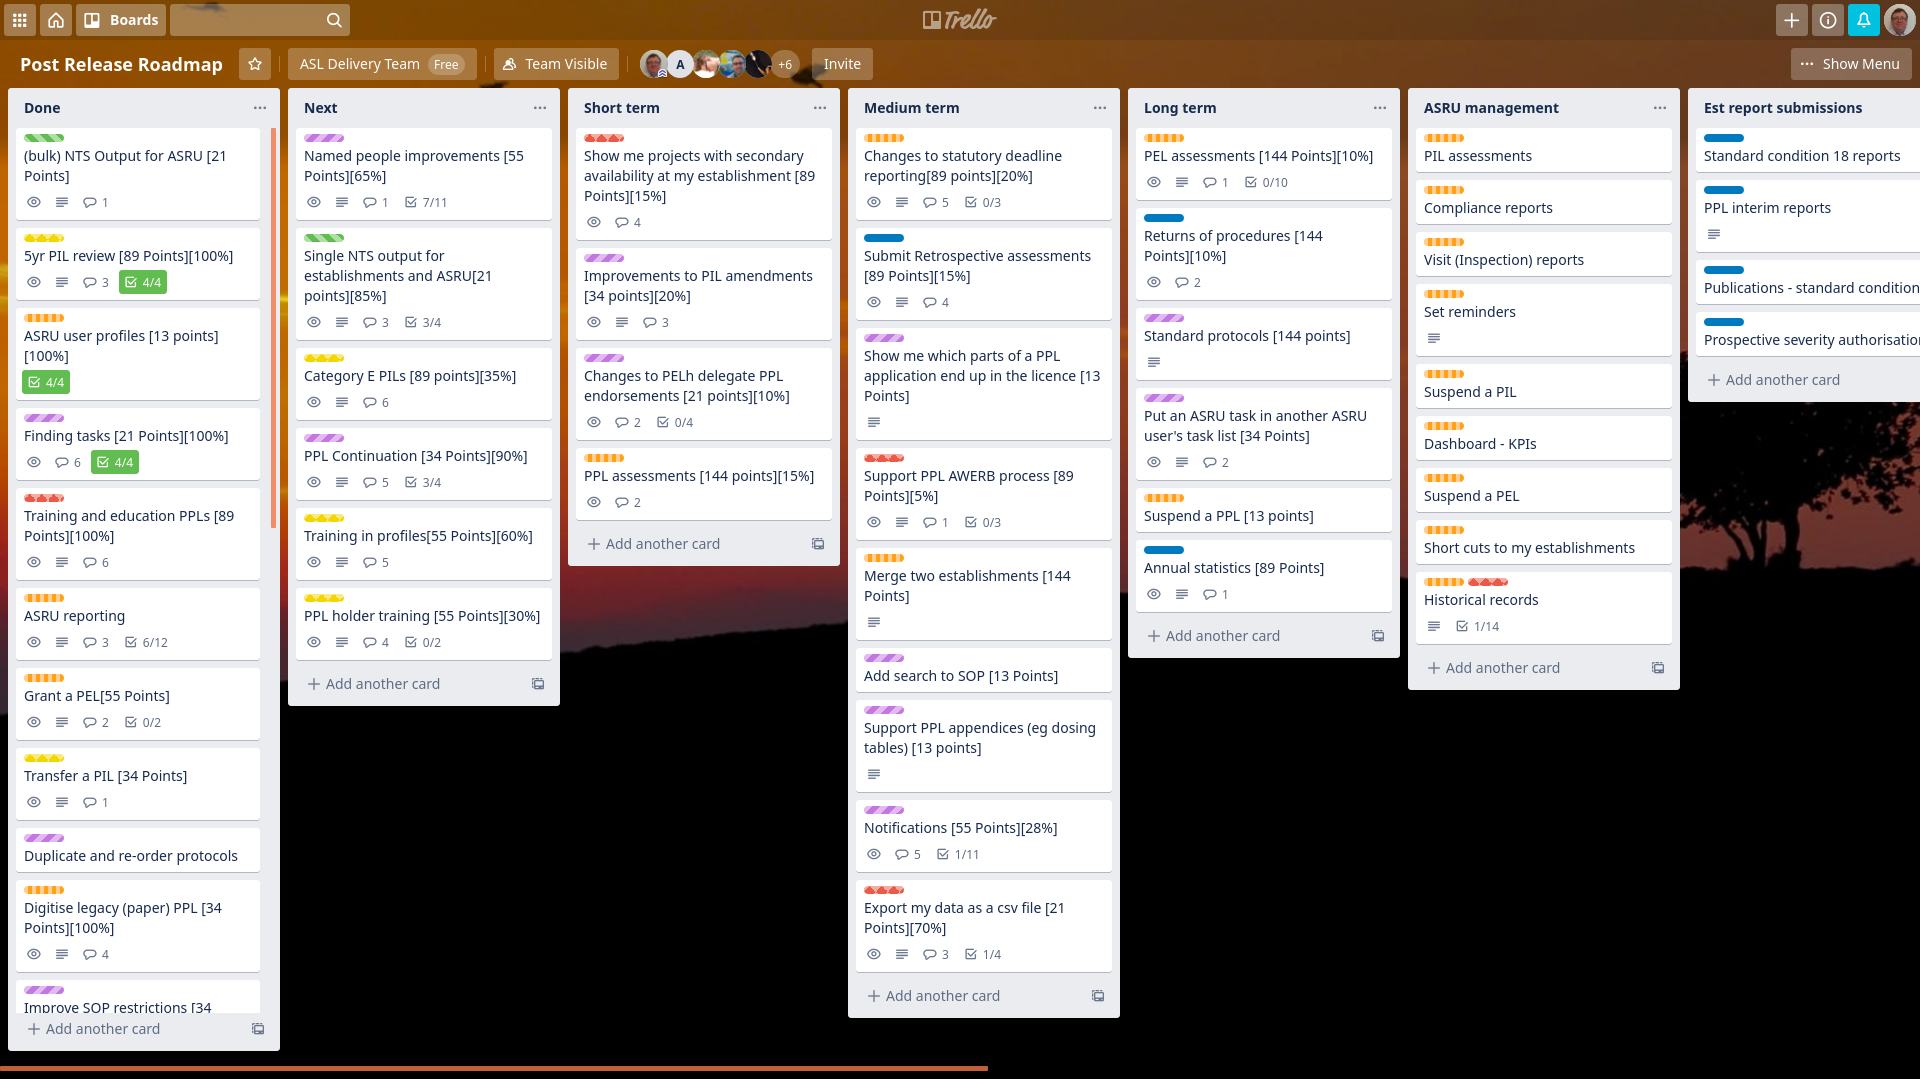 Boards
Trello
Post Release Roadmap
ASL Delivery Team
Free
Team Visible
A
+6
Invite
Show Menu
Done
(bulk) NTS Output for ASRU [21
Points]
1
5yr PIL review [89 Points][100%]
3
4/4
ASRU user profiles [13 points]
[100%]
4/4
Finding tasks [21 Points][100%]
6
4/4
Training and education PPLs [89
Points][100%]
6
ASRU reporting
3
6/12
Grant a PEL[55 Points]
2
0/2
Transfer a PIL [34 Points]
1
Duplicate and re-order protocols
Digitise legacy (paper) PPL [34
Points][100%]
4
Improve SOP restrictions [34
Add another card
Next
Named people improvements [55
Points][65%]
1
7/11
Single NTS output for
establishments and ASRU[21
points][85%]
3
3/4
Category E PILs [89 points][35%]
6
PPL Continuation [34 Points][90%]
5
3/4
Training in profiles[55 Points][60%]
5
PPL holder training [55 Points][30%]
4
0/2
Add another card
Short term
Show me projects with secondary
availability at my establishment [89
Points][15%]
4
Improvements to PIL amendments
[34 points][20%]
3
Changes to PELh delegate PPL
endorsements [21 points][10%]
2
0/4
PPL assessments [144 points][15%]
2
Add another card
Medium term
Changes to statutory deadline
reporting[89 points][20%]
5
0/3
Submit Retrospective assessments
[89 Points][15%]
4
Show me which parts of a PPL
application end up in the licence [13
Points]
Support PPL AWERB process [89
Points][5%]
1
0/3
Merge two establishments [144
Points]
Add search to SOP [13 Points]
Support PPL appendices (eg dosing
tables) [13 points]
Notifications [55 Points][28%]
5
1/11
Export my data as a csv file [21
Points][70%]
3
1/4
Add another card
Long term
PEL assessments [144 Points][10%]
1
0/10
Returns of procedures [144
Points][10%]
2
Standard protocols [144 points]
Put an ASRU task in another ASRU
user's task list [34 Points]
2
Suspend a PPL [13 points]
Annual statistics [89 Points]
1
Add another card
ASRU management
PIL assessments
Compliance reports
Visit (Inspection) reports
Set reminders
Suspend a PIL
Dashboard - KPIs
Suspend a PEL
Short cuts to my establishments
Historical records
1/14
Add another card
Est report submissions
Standard condition 18 reports
PPL interim reports
Publications - standard condition
Prospective severity authorisation
Add another card